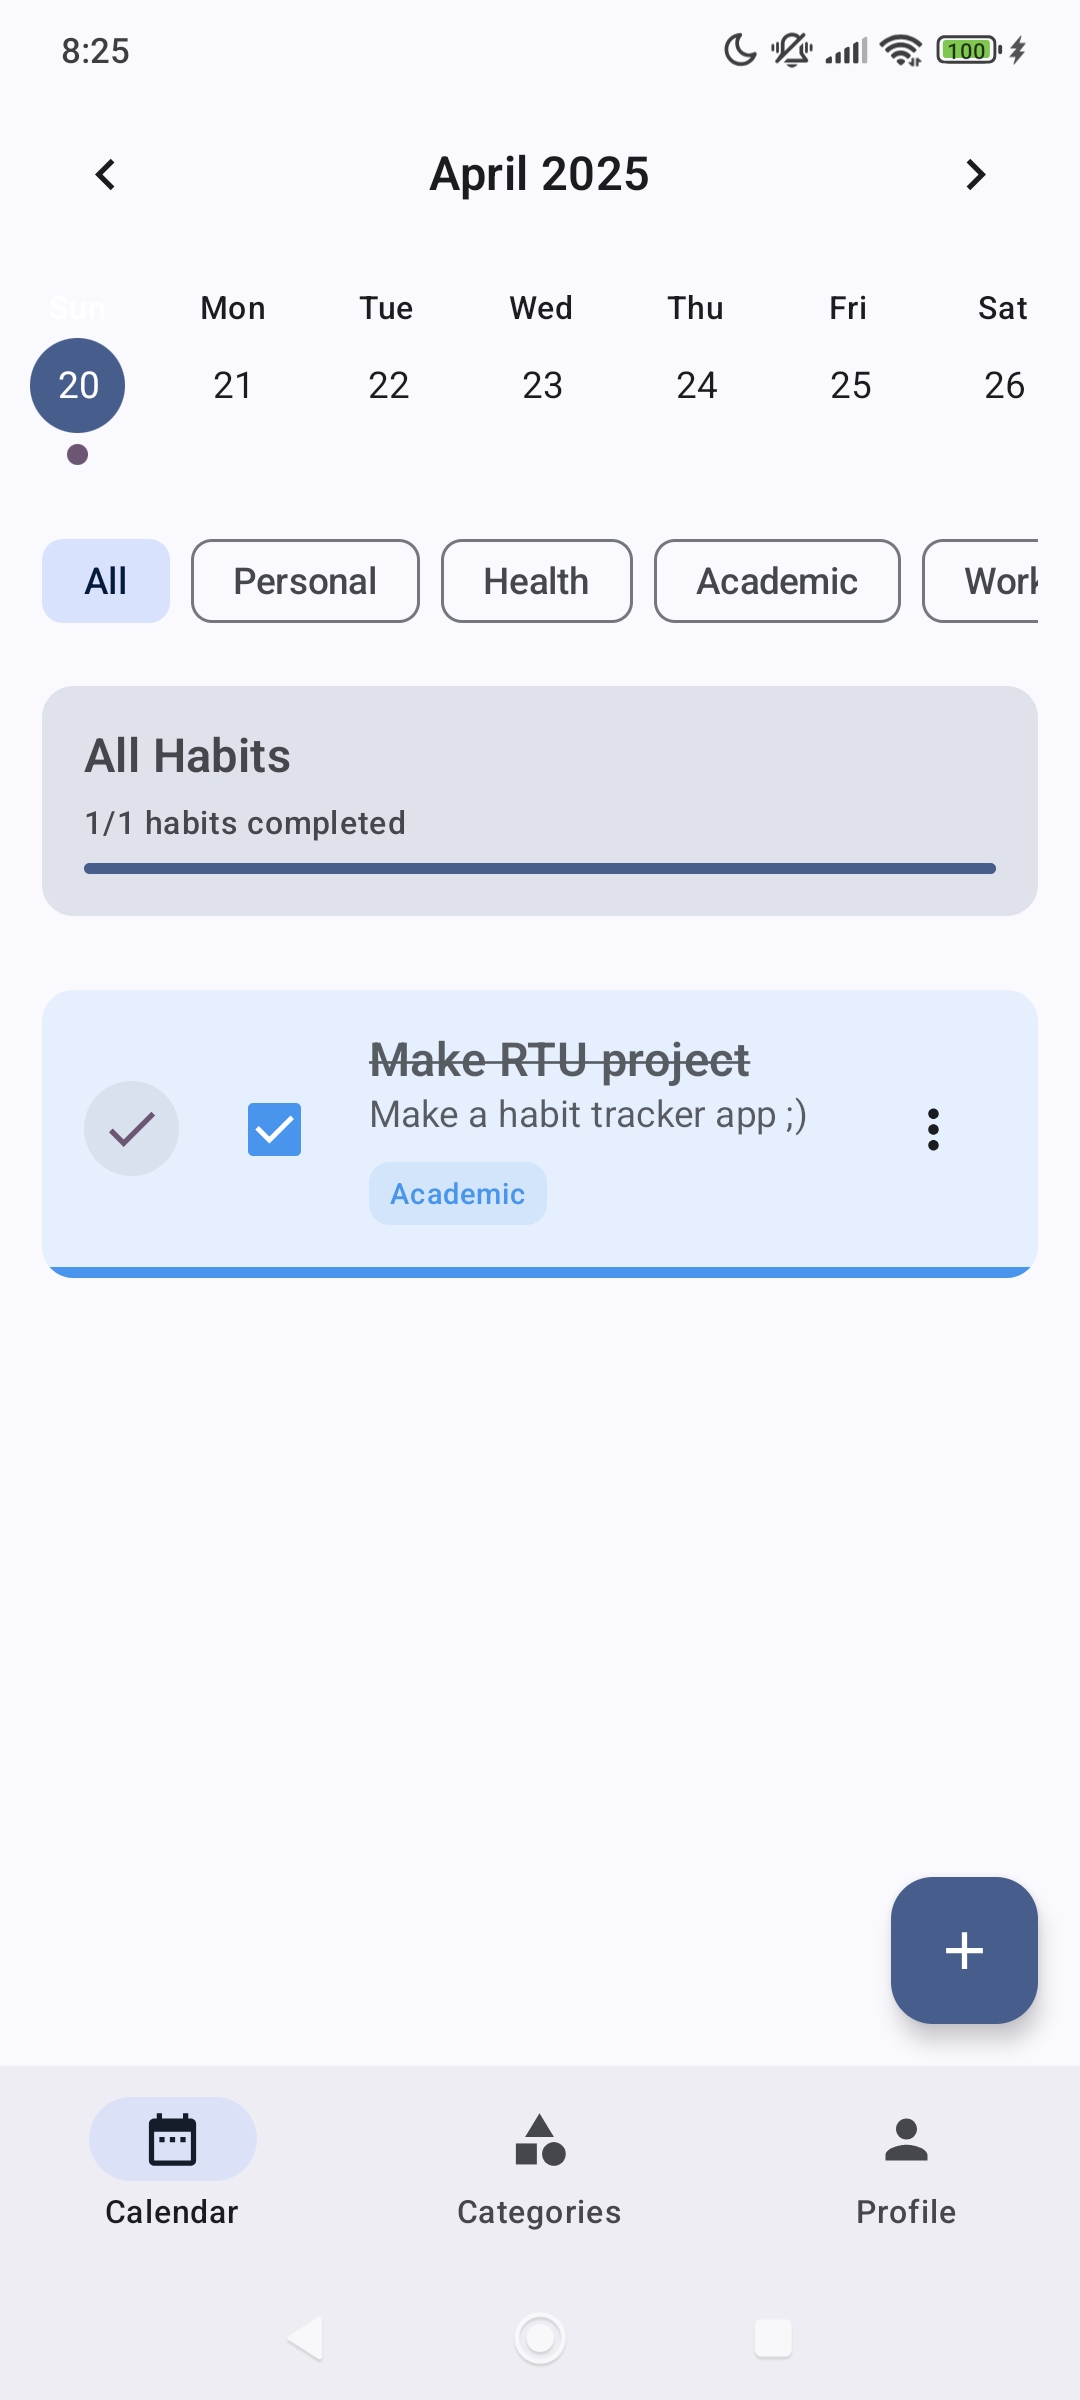 8:25
100
April 2025
Sun Mon Tue Wed Thu Fri Sat
20 21 22 23 24 25 26
All Personal Health Academic Work
All Habits
1/1 habits completed
Make RTU project
Make a habit tracker app ;)
Academic
Calendar Categories Profile